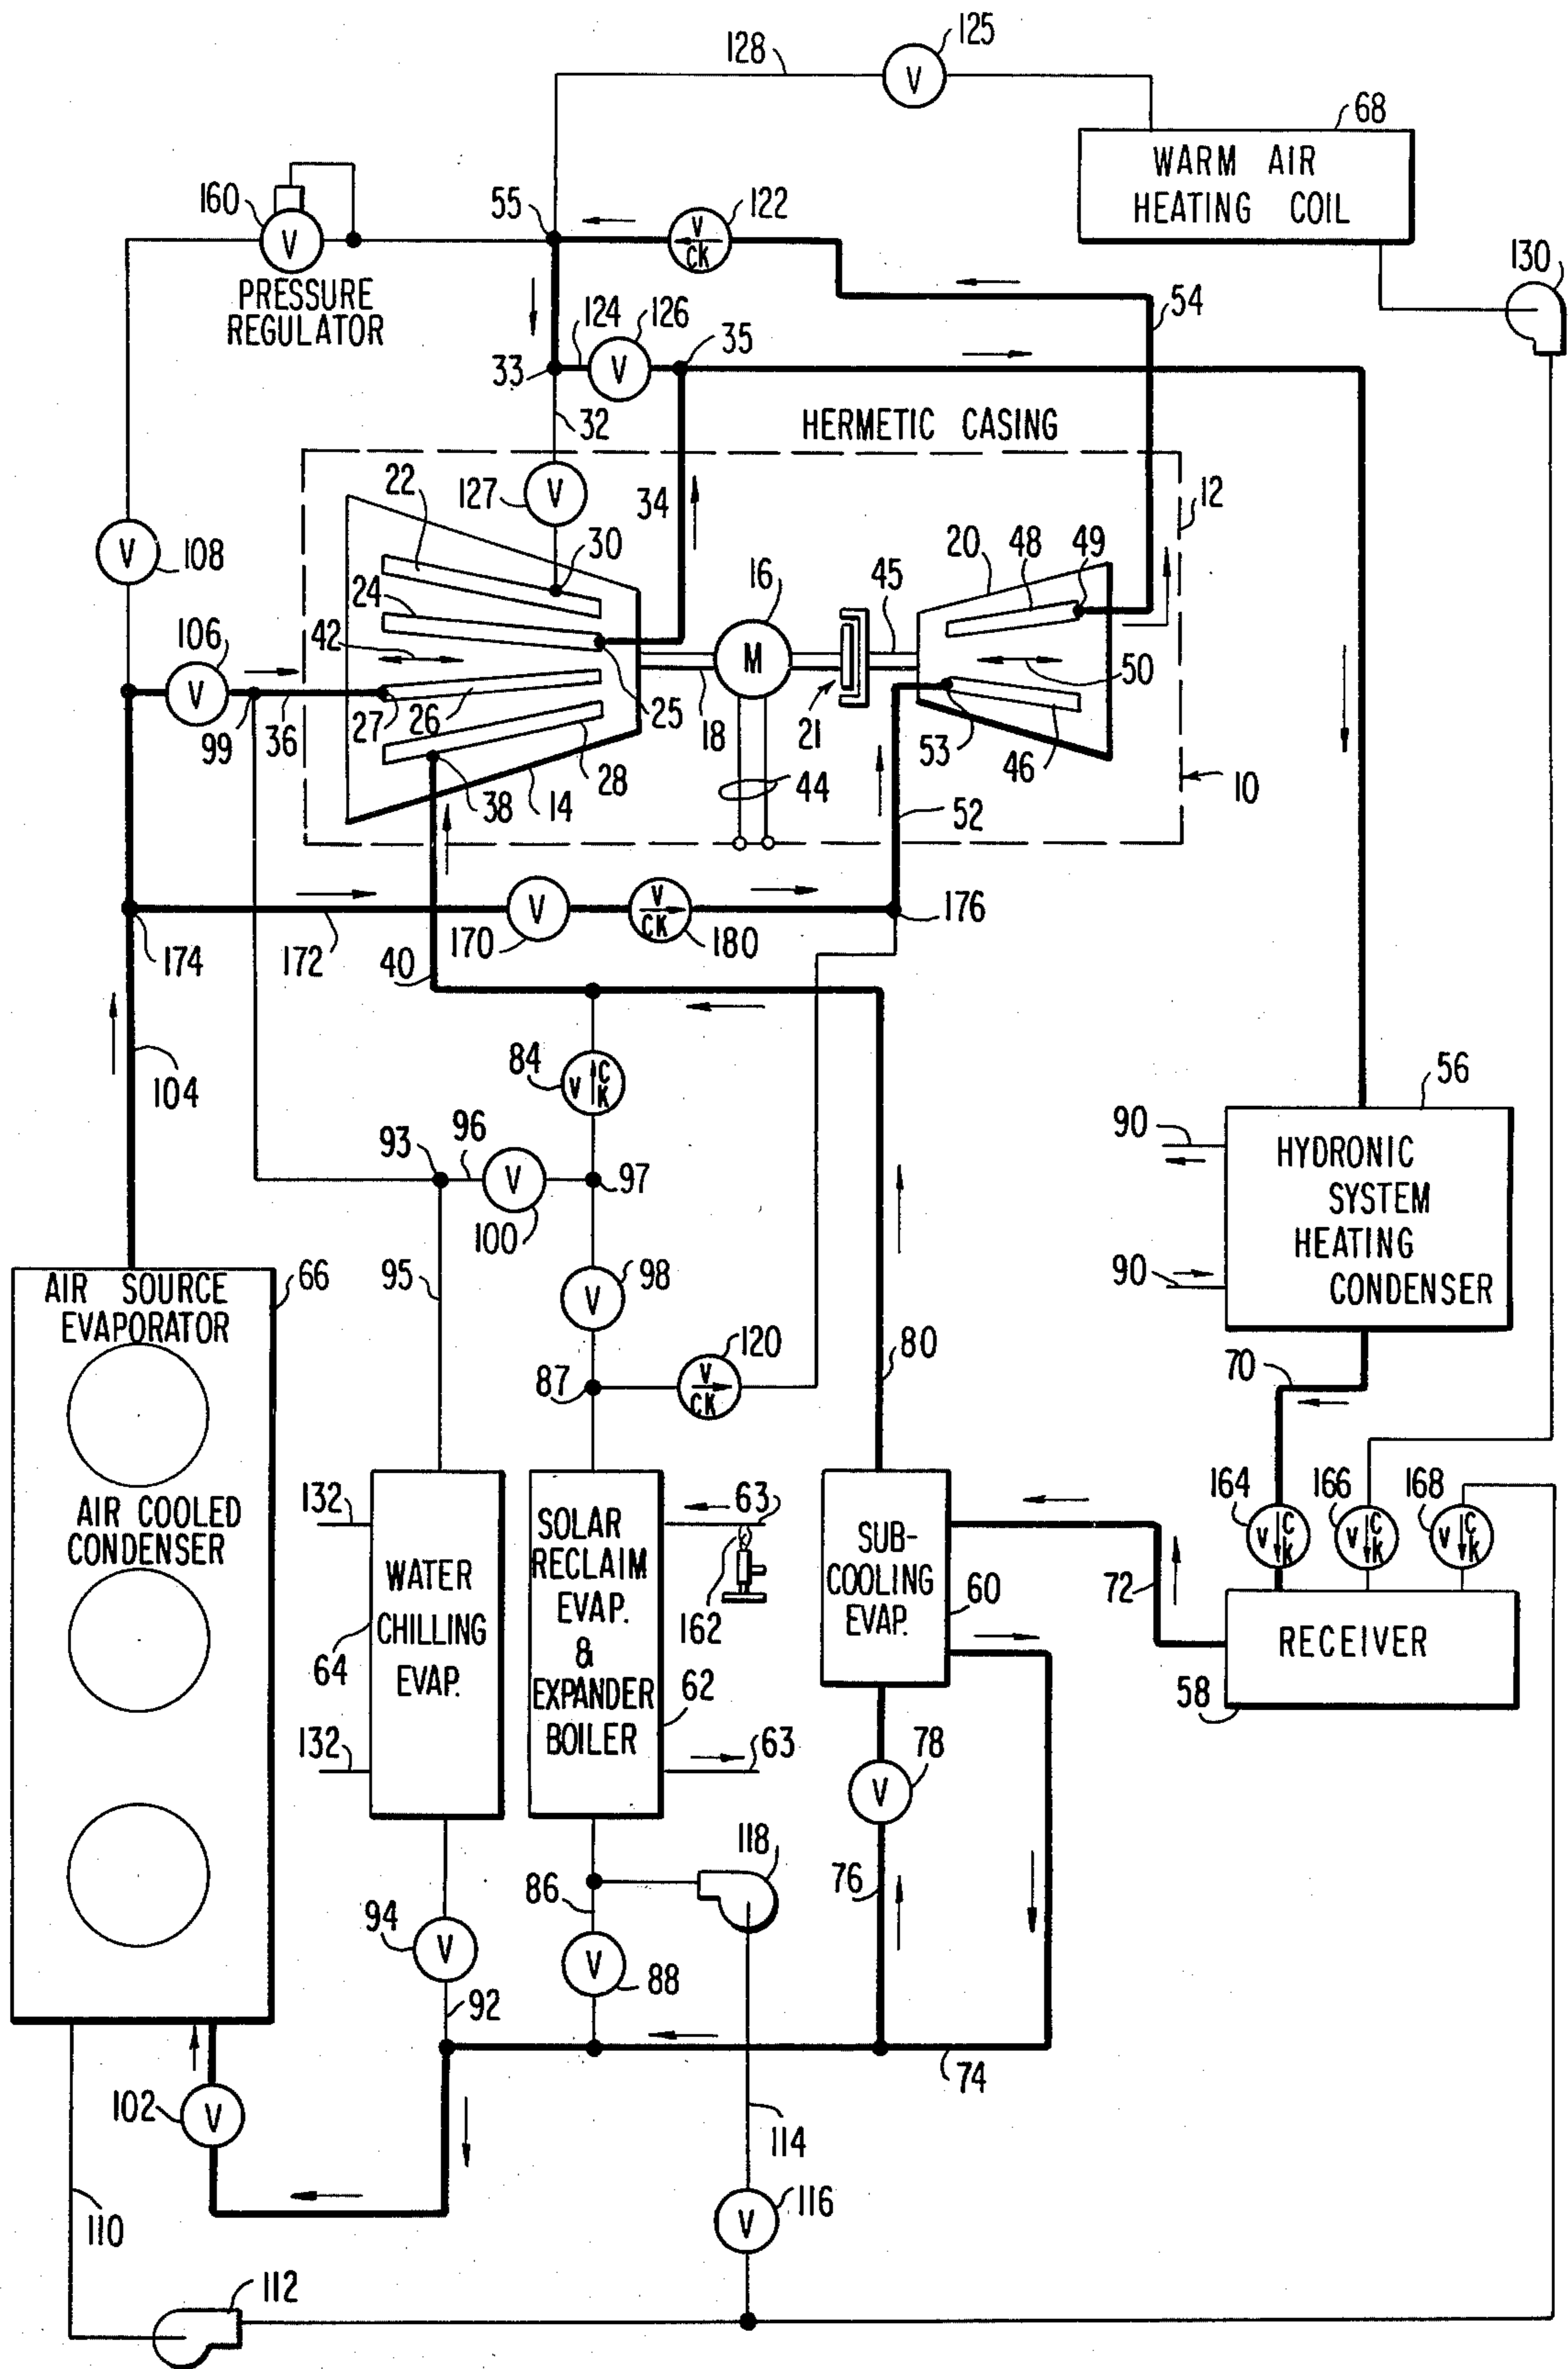 125
128
V
68
WARM AIR
HEATING COIL
160
V
PRESSURE
REGULATOR
55
122
V
CK
130
54
124
126
V
35
33
32
HERMETIC CASING
22
127
V
34
12
30
V
108
24
16
M
45
20
48
49
106
V
42
50
99
36
27
26
25
18
21
53
46
28
44
10
38
14
52
V
170
V
CK
180
176
174
172
40
84
V
CK
104
93
96
V
97
100
56
90
HYDRONIC
SYSTEM
HEATING
CONDENSER
90
95
98
V
66
AIR SOURCE
EVAPORATOR
120
V
CK
87
80
70
AIR COOLED
CONDENSER
132
WATER
CHILLING
EVAP.
64
132
SOLAR
RECLAIM
EVAP.
&
EXPANDER
BOILER
63
162
62
63
SUB-
COOLING
EVAP.
60
164
V
CK
166
V
CK
168
V
CK
72
RECEIVER
58
78
V
118
76
86
94
V
V
88
92
74
102
V
114
116
V
110
112